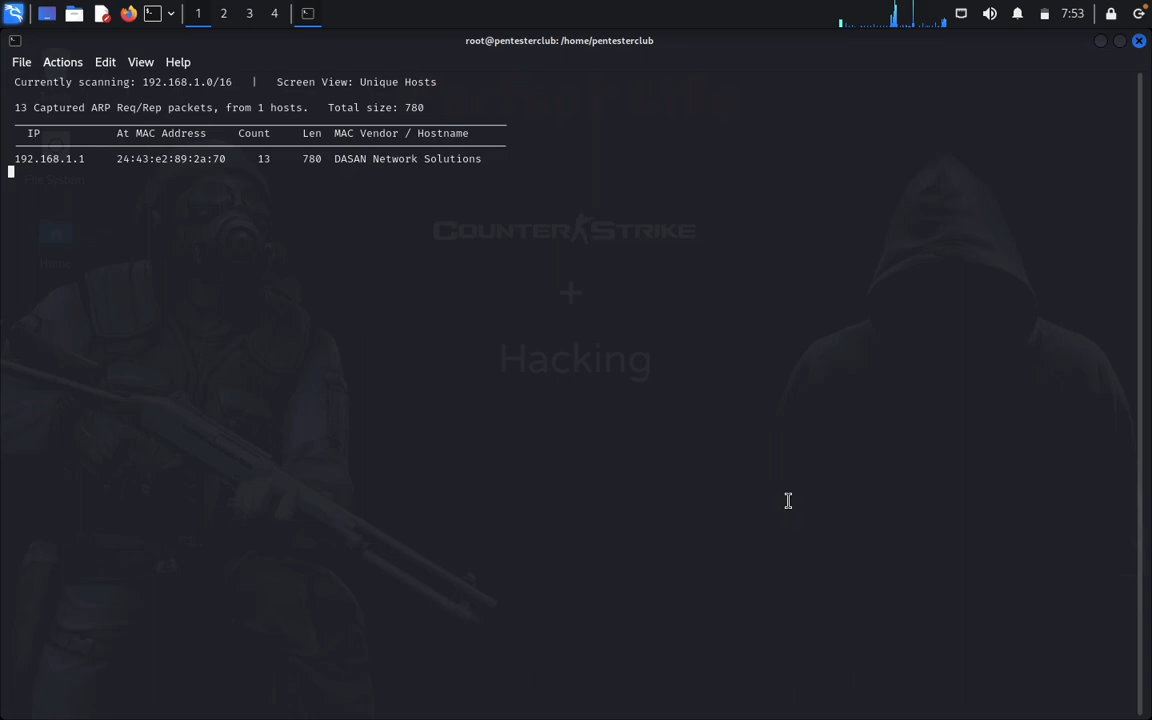 1 2 3 4
7:53
root@pentesterclub: /home/pentesterclub
File Actions Edit View Help
Currently scanning: 192.168.1.0/16 | Screen View: Unique Hosts
13 Captured ARP Req/Rep packets, from 1 hosts. Total size: 780
IP At MAC Address Count Len MAC Vendor / Hostname
192.168.1.1 24:43:e2:89:2a:70 13 780 DASAN Network Solutions
File System
COUNTER STRIKE
Home
+
Hacking